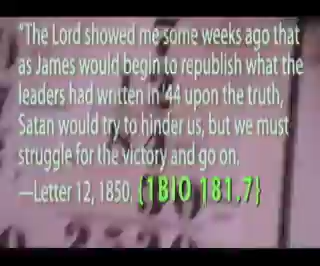 "The Lord showed me some weeks ago that
as James would begin to republish what the
leaders had written in '44 upon the truth,
Satan would try to hinder us, but we must
struggle for the victory and go on.
—Letter 12, 1850. {1BIO 181.7}